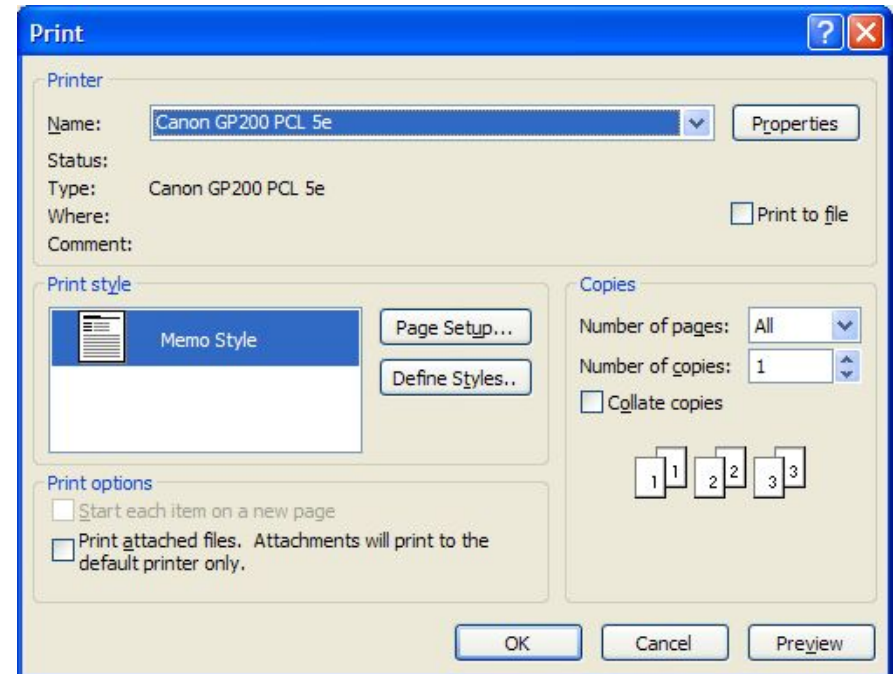 Print
Printer
Name: Canon GP200 PCL 5e Properties
Status:
Type: Canon GP200 PCL 5e
Where: Print to file
Comment:
Print style
Memo Style
Page Setup...
Define Styles..
Copies
Number of pages: All
Number of copies: 1
Collate copies
1 1 2 2 3 3
Print options
Start each item on a new page
Print attached files. Attachments will print to the
default printer only.
OK Cancel Preview